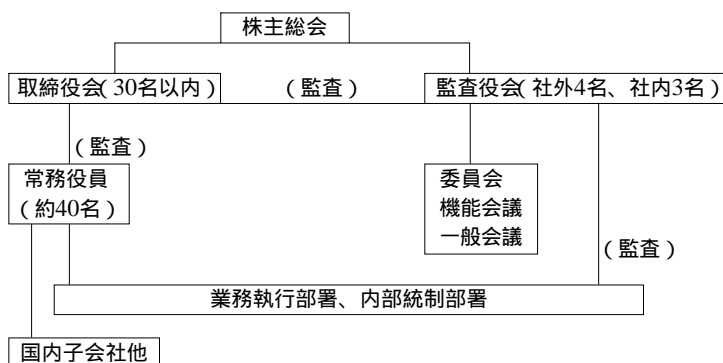 株主総会
取締役会(30名以内)
(監査)
監査役会(社外4名、社内3名)
(監査)
常務役員
(約40名)
委員会
機能会議
一般会議
(監査)
業務執行部署、内部統制部署
国内子会社他